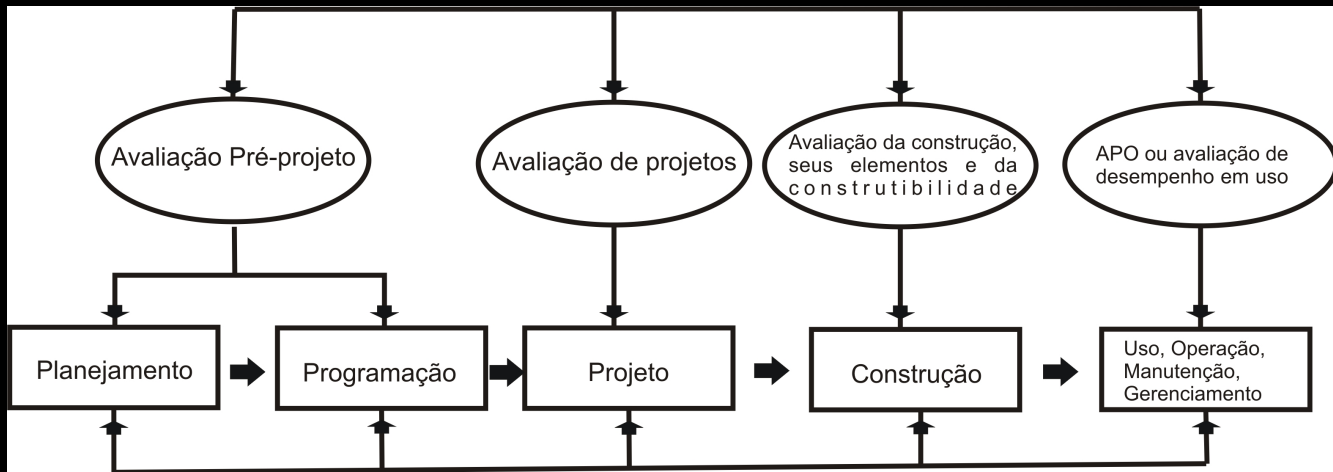 Avaliação Pré-projeto
Avaliação de projetos
Avaliação da construção,
seus elementos e da
construtibilidade
APO ou avaliação de
desempenho em uso
Planejamento
Programação
Projeto
Construção
Uso, Operação,
Manutenção,
Gerenciamento